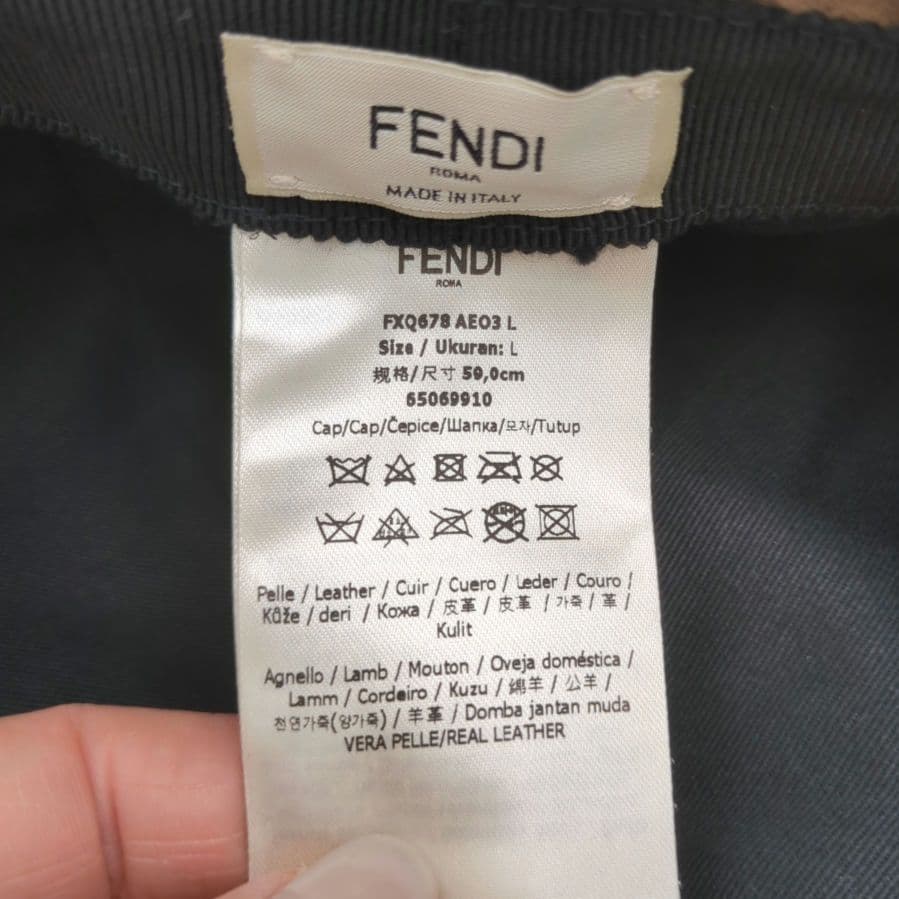 FENDI
ROMA
MADE IN ITALY
FENDI
ROMA
FXQ678 AEO3 L
Size / Ukuran: L
规格/尺寸 59,0cm
65069910
Cap/Cap/Čepice/Шапка/모자/Tutup
Pelle / Leather / Cuir / Cuero / Leder / Couro /
Kůže / deri / Кожа / 皮革 / 皮革 / 가죽 / 革 /
Kulit
Agnello / Lamb / Mouton / Oveja doméstica /
Lamm / Cordeiro / Kuzu / 绵羊 / 公羊 /
천연가죽(양가죽) / 羊革 / Domba jantan muda
VERA PELLE/REAL LEATHER